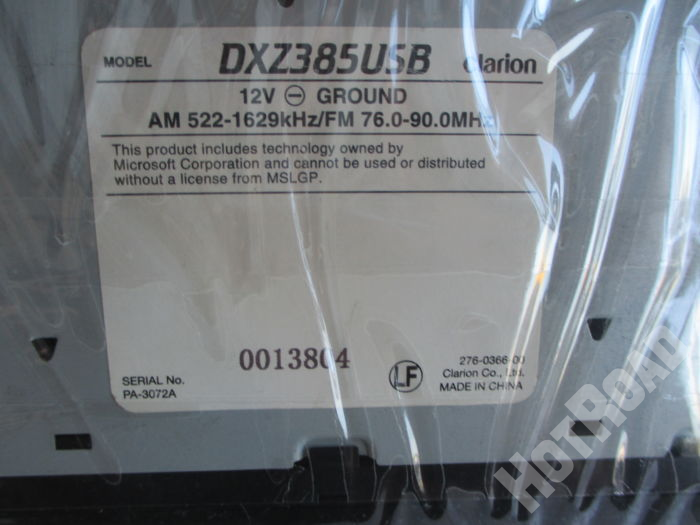 MODEL DXZ385USB clarion
12V ⊖ GROUND
AM 522-1629kHz/FM 76.0-90.0MHz
This product includes technology owned by
Microsoft Corporation and cannot be used or distributed
without a license from MSLGP.
0013804
SERIAL No.
PA-3072A
LF
276-0366-00
Clarion Co., Ltd.
MADE IN CHINA
HOTROAD